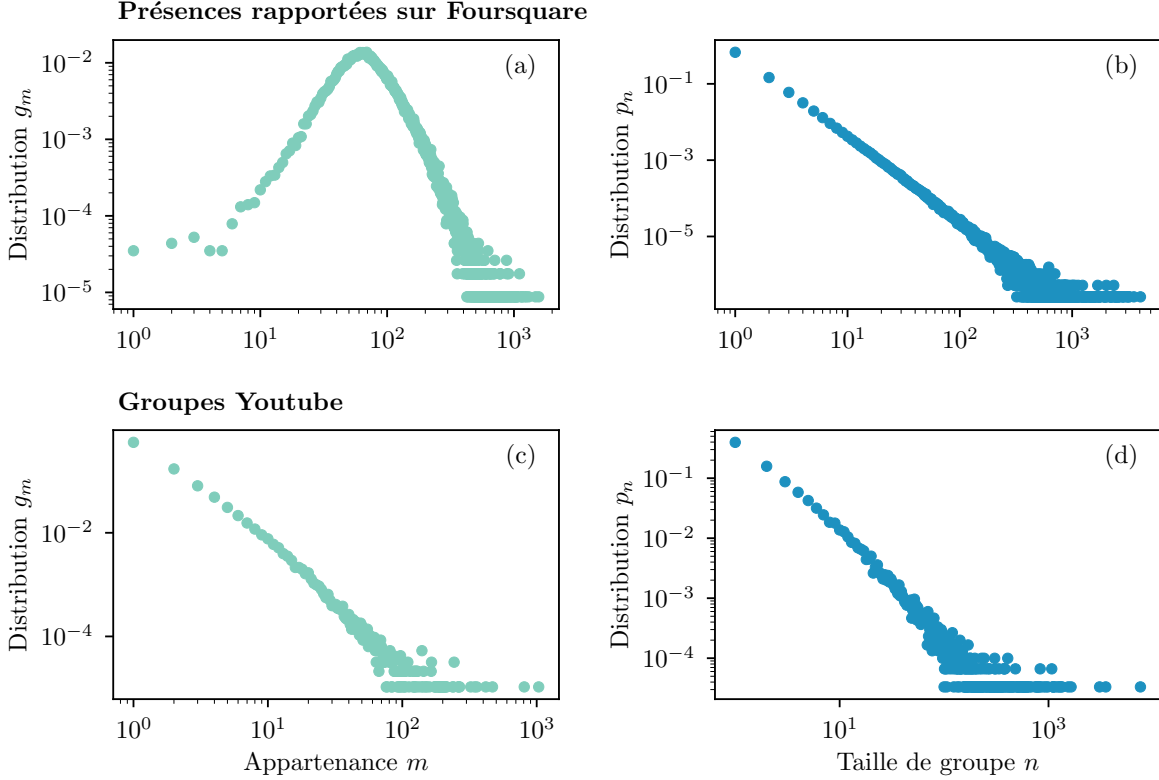 Présences rapportées sur Foursquare
(a)
Distribution g_m
10^{-2}
10^{-3}
10^{-4}
10^{-5}
10^0
10^1
10^2
10^3
(b)
Distribution p_n
10^{-1}
10^{-3}
10^{-5}
10^0
10^1
10^2
10^3
Groupes Youtube
(c)
Distribution g_m
10^{-2}
10^{-4}
10^0
10^1
10^2
10^3
Appartenance m
(d)
Distribution p_n
10^{-1}
10^{-2}
10^{-3}
10^{-4}
10^1
10^3
Taille de groupe n